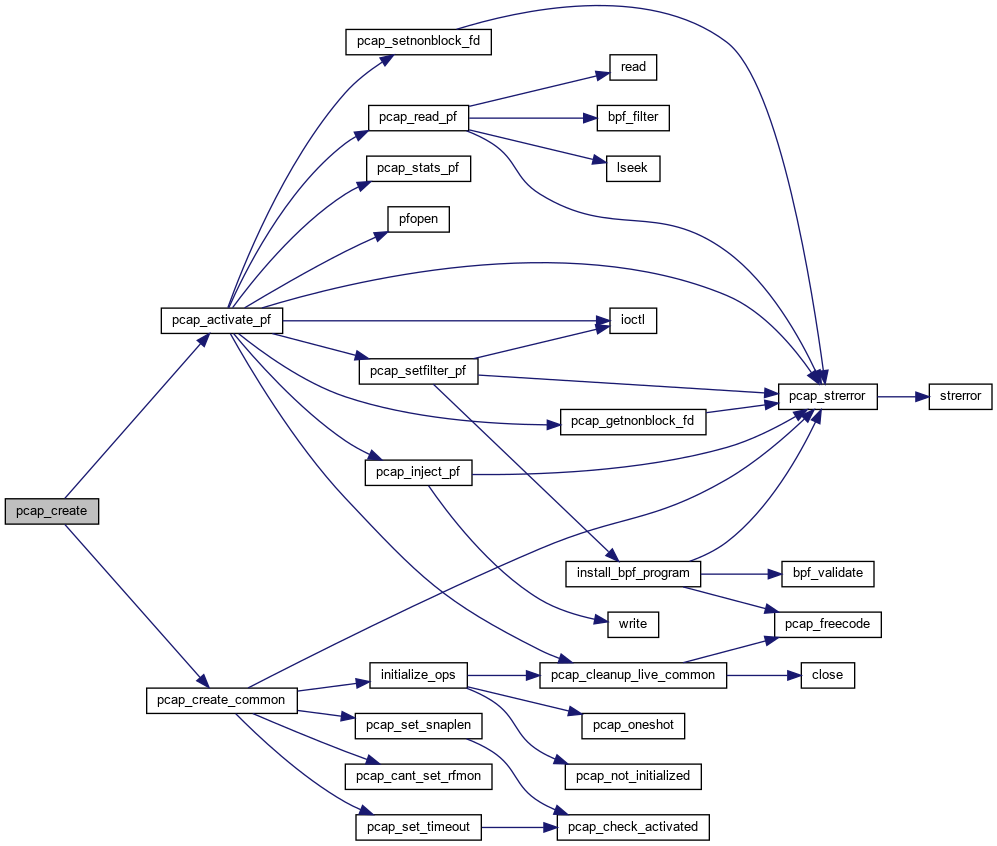 pcap_setnonblock_fd
read
pcap_read_pf
bpf_filter
pcap_stats_pf
lseek
pfopen
pcap_activate_pf
ioctl
pcap_setfilter_pf
pcap_strerror
strerror
pcap_getnonblock_fd
pcap_inject_pf
pcap_create
install_bpf_program
bpf_validate
write
pcap_freecode
initialize_ops
pcap_cleanup_live_common
close
pcap_create_common
pcap_set_snaplen
pcap_oneshot
pcap_cant_set_rfmon
pcap_not_initialized
pcap_set_timeout
pcap_check_activated